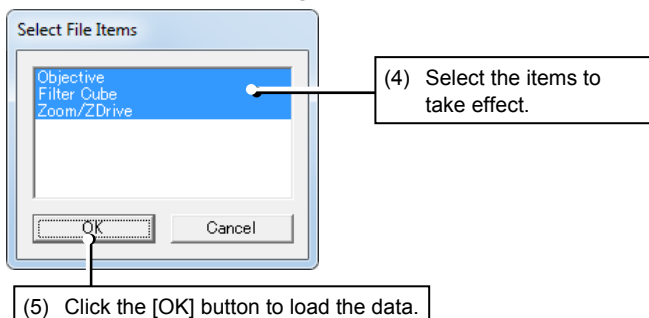 Select File Items
Objective
Filter Cube
Zoom/ZDrive
(4) Select the items to
take effect.
OK
Cancel
(5) Click the [OK] button to load the data.